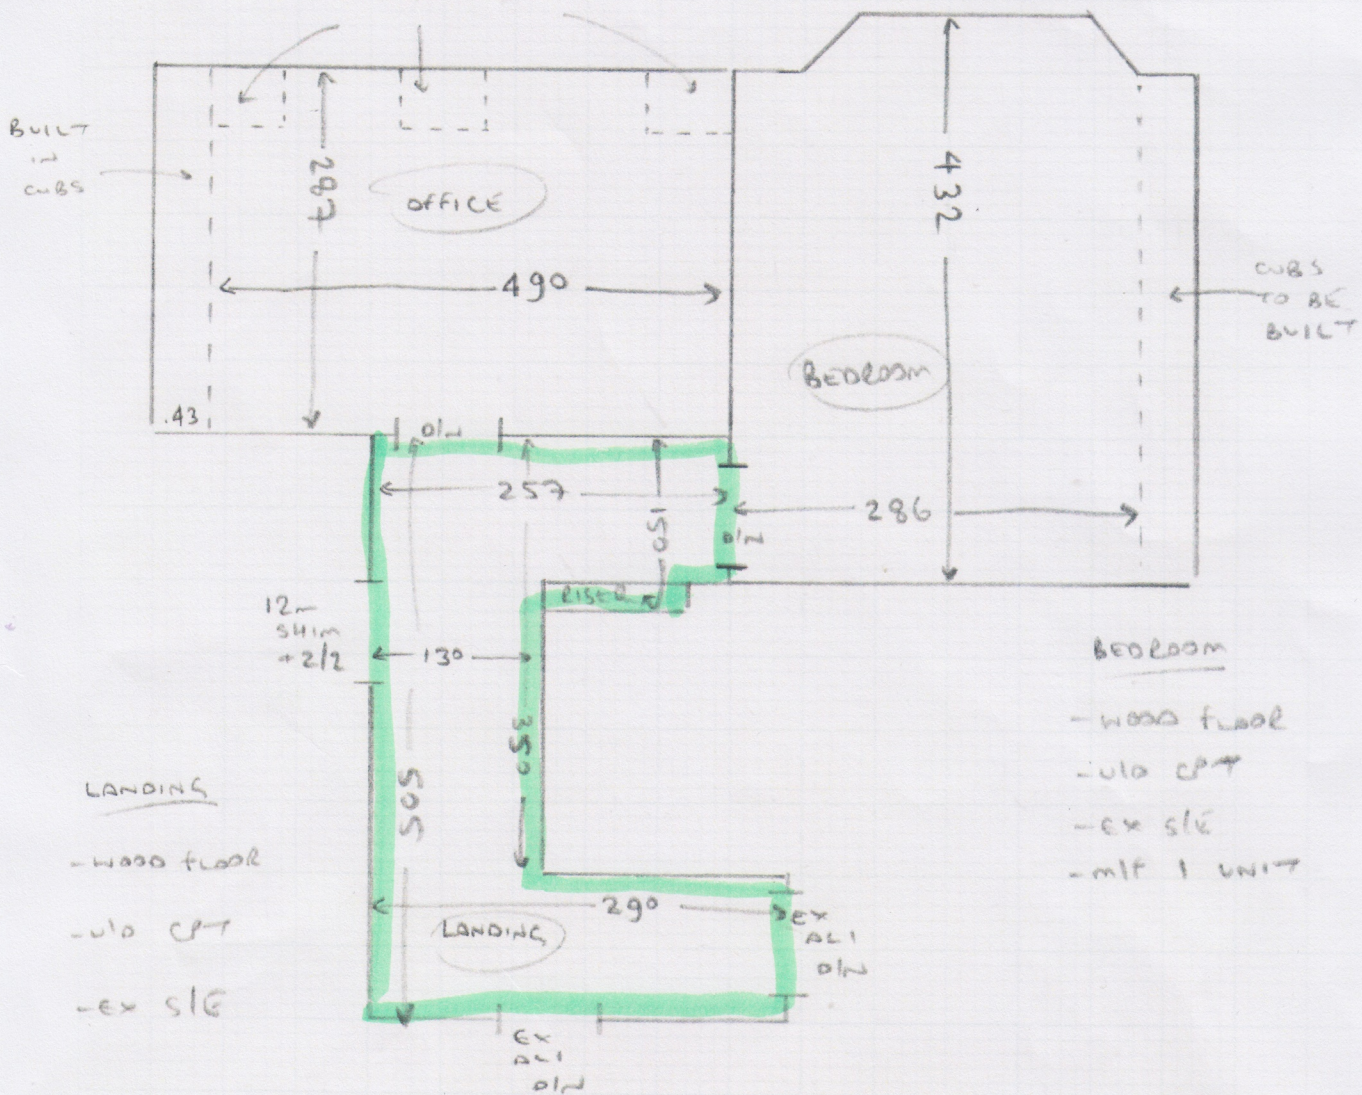 BUILT
IN
CUBS
287
OFFICE
490
.43
432
BEDROOM
CUBS
TO BE
BUILT
D/N
257
150
286
D/N
RISER
12m
SHIM
+2/2
130
350
505
LANDING
-WOOD FLOOR
-U/D CPT
-EX S/E
290
LANDING
EX
ALI
D/N
EX
ALI
D/N
BEDROOM
-WOOD FLOOR
-U/D CPT
-EX S/E
-M/F 1 UNIT